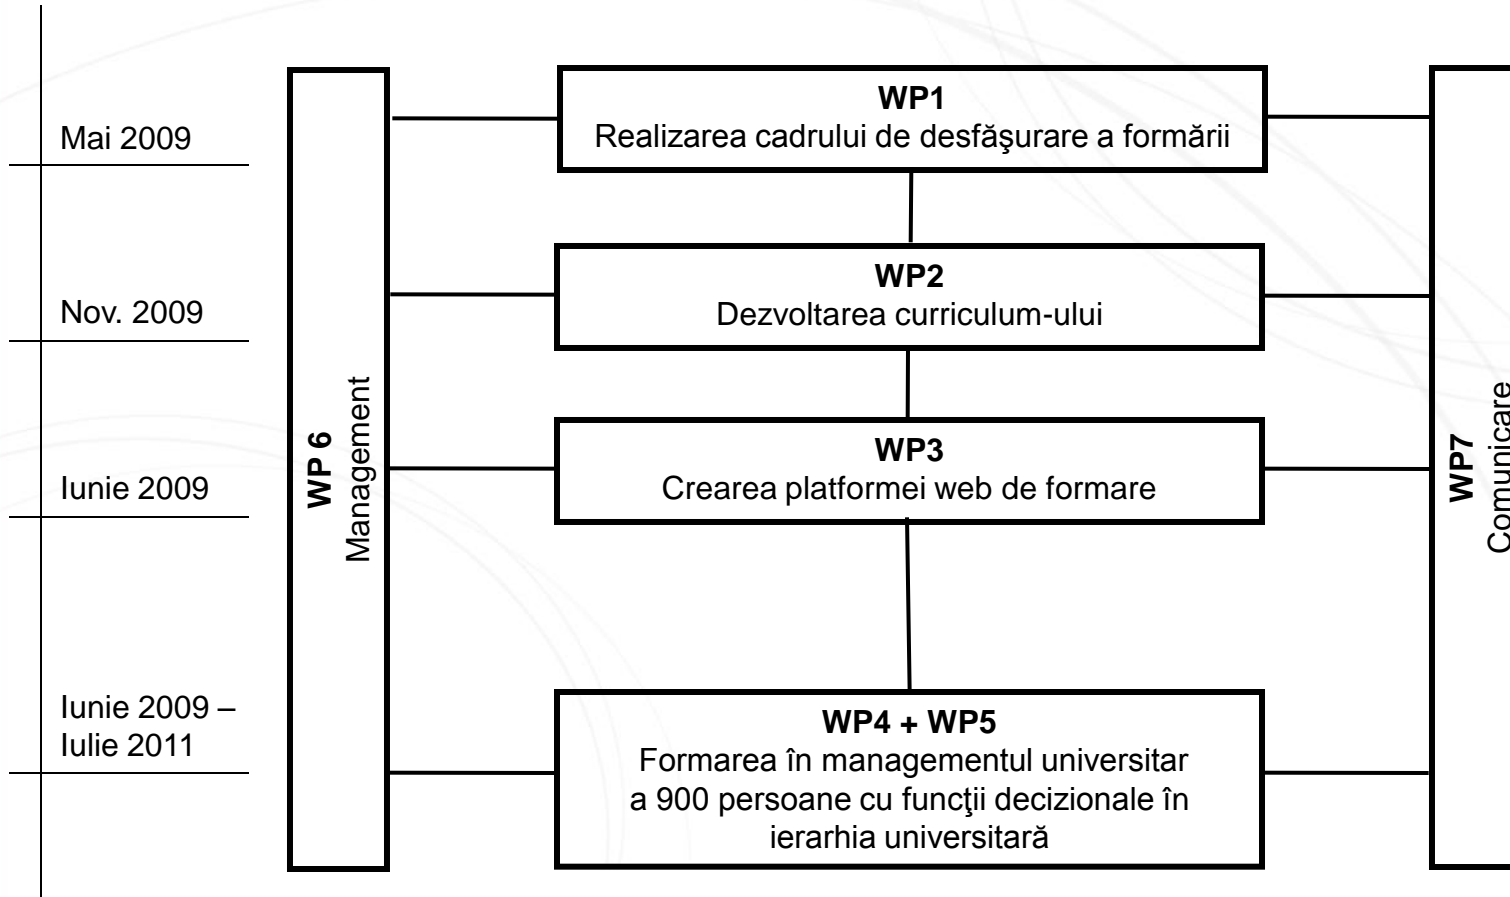 Mai 2009
WP1
Realizarea cadrului de desfăşurare a formării
Nov. 2009
WP2
Dezvoltarea curriculum-ului
Iunie 2009
WP3
Crearea platformei web de formare
Iunie 2009 –
Iulie 2011
WP4 + WP5
Formarea în managementul universitar
a 900 persoane cu funcţii decizionale în
ierarhia universitară
WP 6
Management
WP7
Comunicare